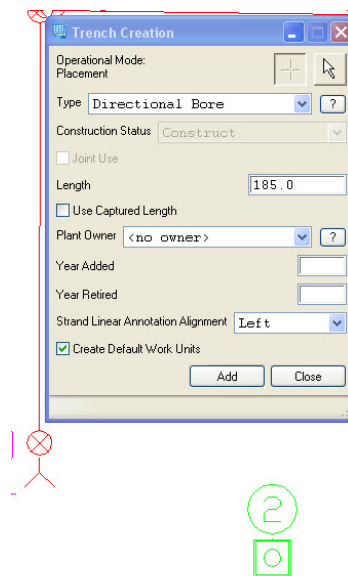 Trench Creation
Operational Mode:
Placement
Type Directional Bore ?
Construction Status Construct
Joint Use
Length 185.0
Use Captured Length
Plant Owner <no owner> ?
Year Added
Year Retired
Strand Linear Annotation Alignment Left
Create Default Work Units
Add Close
2